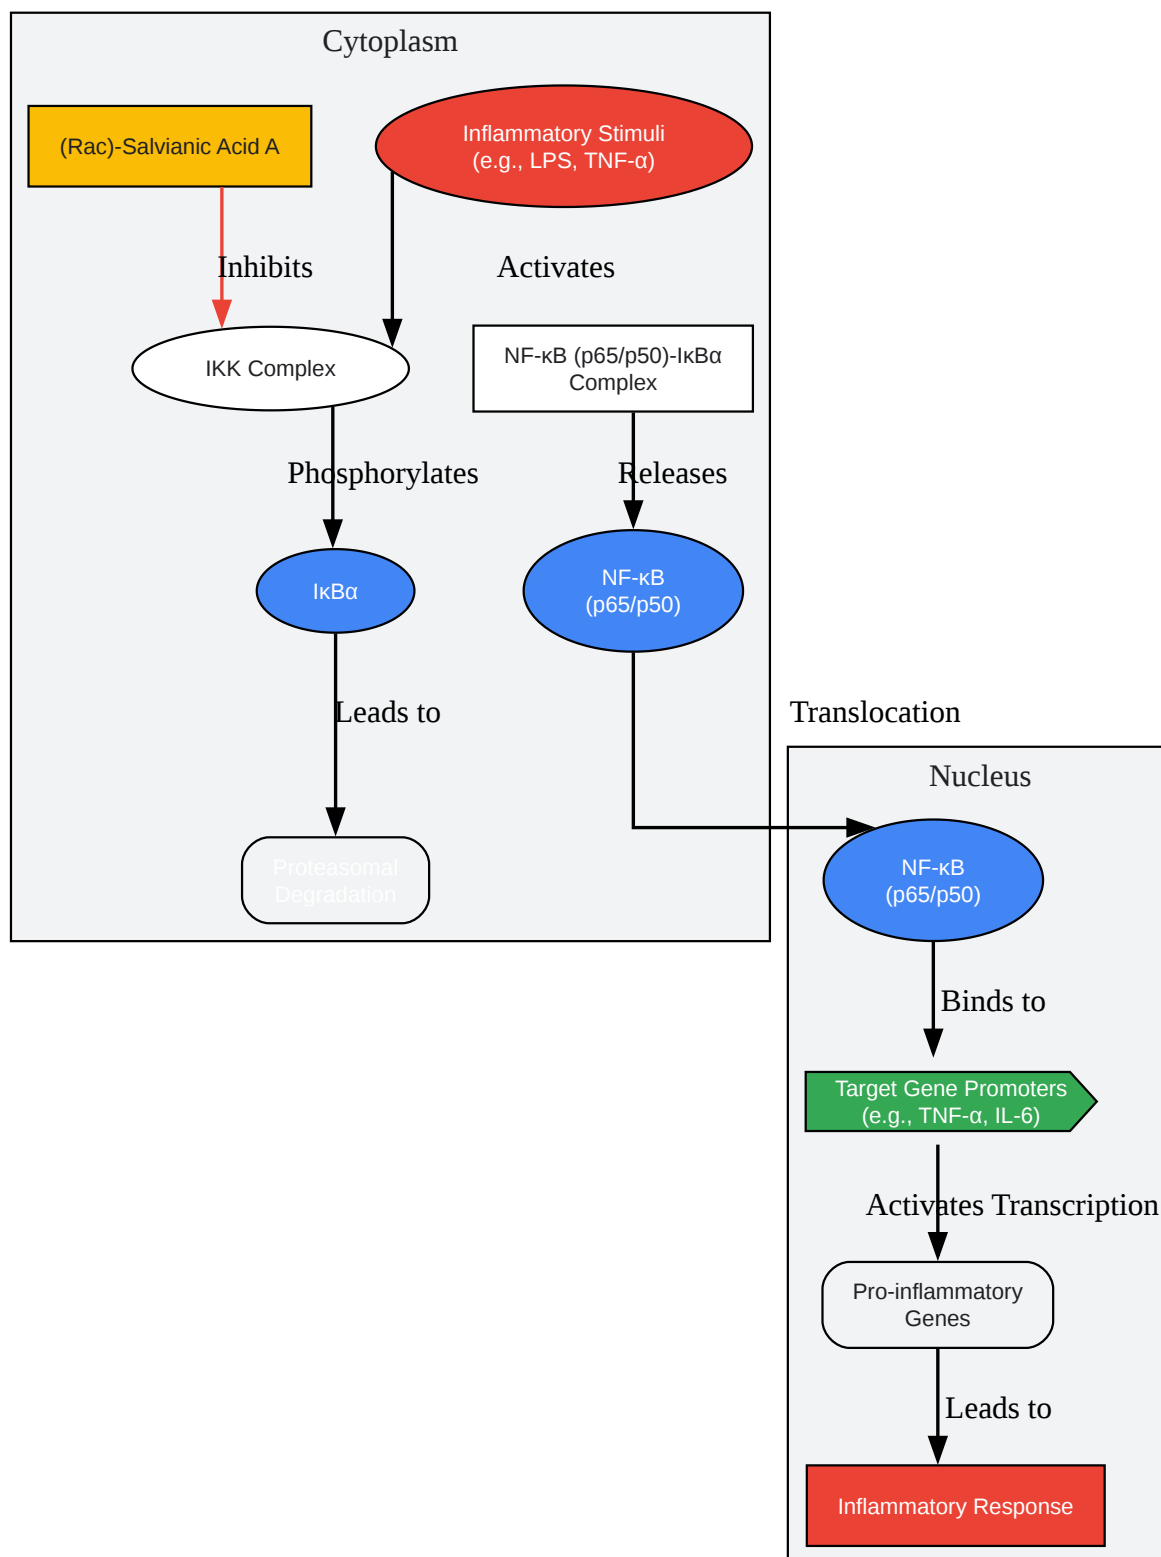 Cytoplasm
(Rac)-Salvianic Acid A
Inflammatory Stimuli
(e.g., LPS, TNF-α)
Inhibits
Activates
IKK Complex
NF-κB (p65/p50)-IκBα
Complex
Phosphorylates
Releases
IκBα
NF-κB
(p65/p50)
Leads to
Translocation
Proteasomal
Degradation
Nucleus
NF-κB
(p65/p50)
Binds to
Target Gene Promoters
(e.g., TNF-α, IL-6)
Activates Transcription
Pro-inflammatory
Genes
Leads to
Inflammatory Response